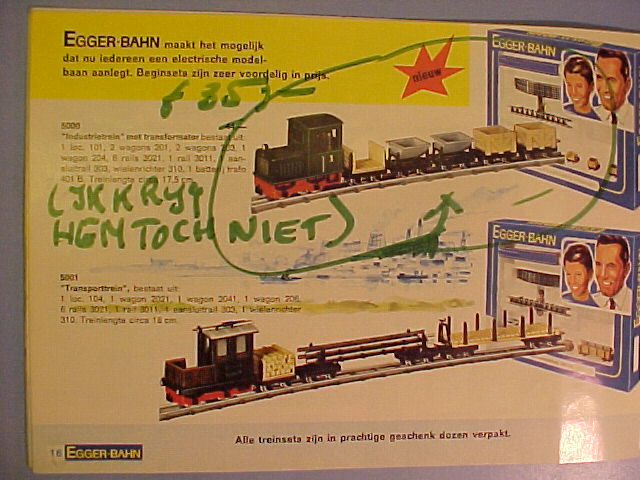 EGGER-BAHN maakt het mogelijk
dat nu iedereen een electrische model-
baan aanlegt. Beginsets zijn zeer voordelig in prijs.
nieuw
EGGER-BAHN
f 35,-
5000
"Industrietrein" met transformator bestaat uit:
1 loc. 101, 2 wagons 201, 2 wagons 203, 1
wagon 204, 6 rails 3021, 1 rail 3011, 1 aan-
sluitrail 303, wielenrichter 310, 1 batterij trafo
401 B. Treinlengte circa 17,5 cm.
(IK KRIJY
HEM TOCH NIET)
EGGER-BAHN
5001
"Transporttrein", bestaat uit:
1 loc. 104, 1 wagon 2021, 1 wagon 2041, 1 wagon 206,
6 rails 3021, 1 rail 3011, 1 aansluitrail 303, 1 wielenrichter
310. Treinlengte circa 18 cm.
Alle treinsets zijn in prachtige geschenk dozen verpakt.
16 EGGER-BAHN